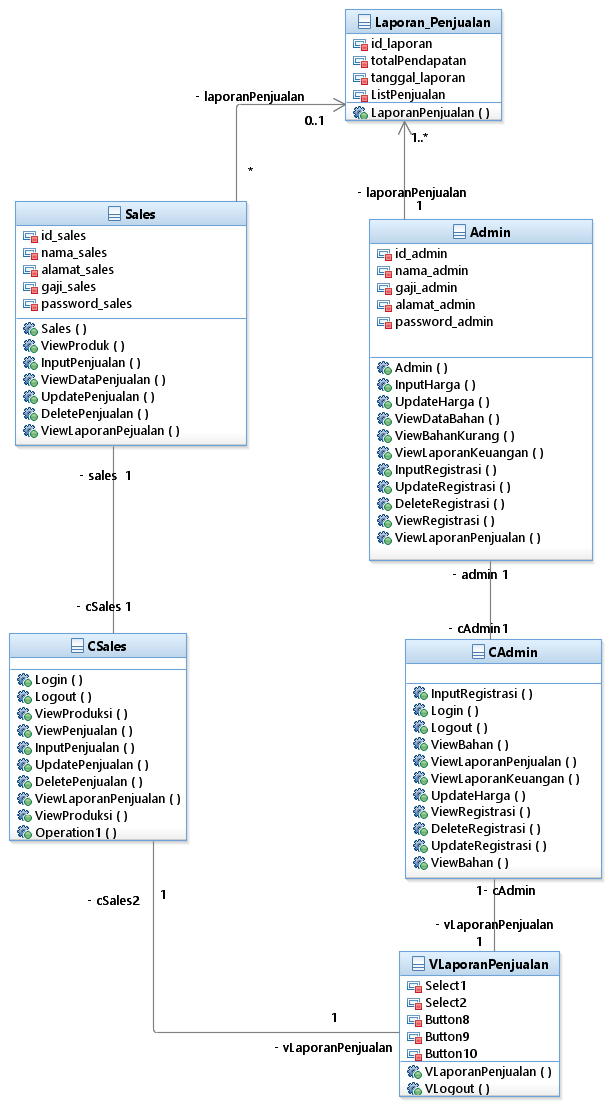 Laporan_Penjualan
id_laporan
totalPendapatan
tanggal_laporan
ListPenjualan
LaporanPenjualan ( )
- laporanPenjualan
0..1
1..*
*
- laporanPenjualan
1
Sales
id_sales
nama_sales
alamat_sales
gaji_sales
password_sales
Sales ( )
ViewProduk ( )
InputPenjualan ( )
ViewDataPenjualan ( )
UpdatePenjualan ( )
DeletePenjualan ( )
ViewLaporanPejualan ( )
Admin
id_admin
nama_admin
gaji_admin
alamat_admin
password_admin
Admin ( )
InputHarga ( )
UpdateHarga ( )
ViewDataBahan ( )
ViewBahanKurang ( )
ViewLaporanKeuangan ( )
InputRegistrasi ( )
UpdateRegistrasi ( )
DeleteRegistrasi ( )
ViewRegistrasi ( )
ViewLaporanPenjualan ( )
- sales 1
- cSales 1
- admin 1
- cAdmin1
CSales
Login ( )
Logout ( )
ViewProduksi ( )
ViewPenjualan ( )
InputPenjualan ( )
UpdatePenjualan ( )
DeletePenjualan ( )
ViewLaporanPenjualan ( )
ViewProduksi ( )
Operation1 ( )
CAdmin
InputRegistrasi ( )
Login ( )
Logout ( )
ViewBahan ( )
ViewLaporanPenjualan ( )
ViewLaporanKeuangan ( )
UpdateHarga ( )
ViewRegistrasi ( )
DeleteRegistrasi ( )
UpdateRegistrasi ( )
ViewBahan ( )
- cSales2
1
1- cAdmin
- vLaporanPenjualan
1
1
- vLaporanPenjualan
VLaporanPenjualan
Select1
Select2
Button8
Button9
Button10
VLaporanPenjualan ( )
VLogout ( )